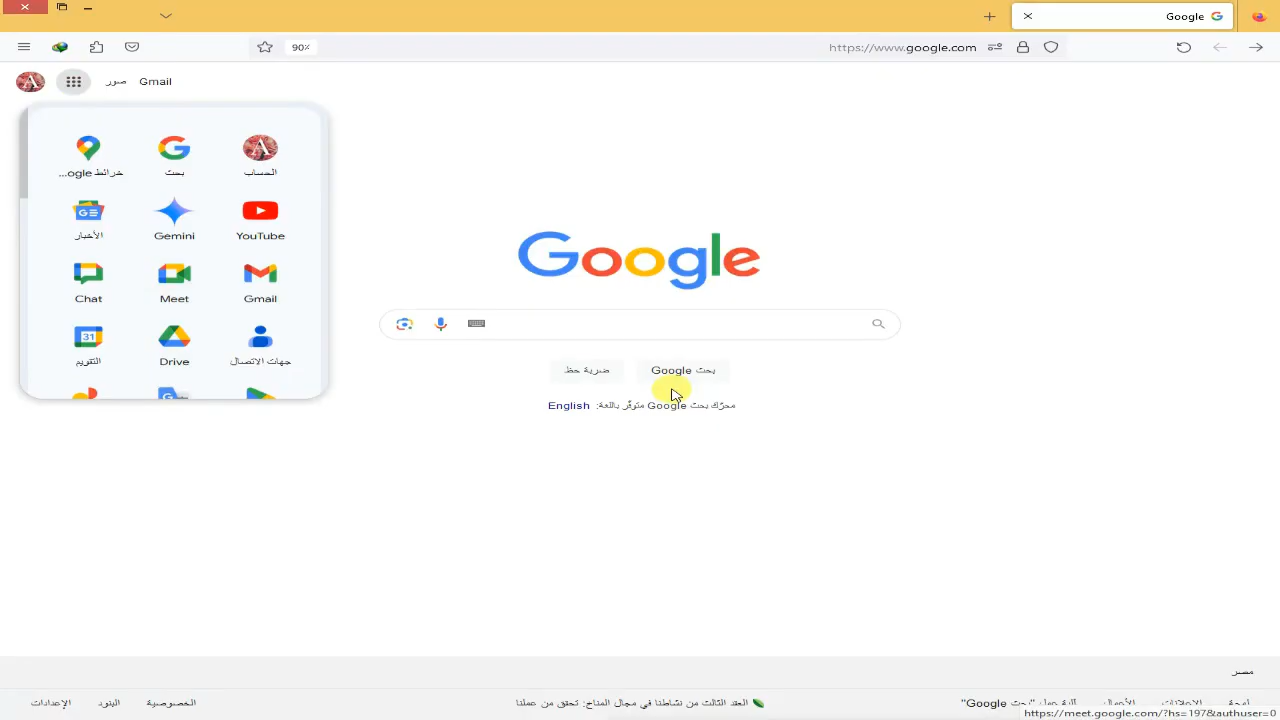 Google
https://www.google.com
90%
Gmail
صور
الحساب
بحث
خرائط Google...
YouTube
Gemini
الأخبار
Gmail
Meet
Chat
جهات الاتصال
Drive
التقويم
31
Google
بحث Google
ضربة حظ
محرّك بحث Google متوفّر باللغة: English
مصر
العقد الثالث من نشاطنا في مجال المناخ: تحقق من عملنا
الخصوصية
البنود
الإعدادات
https://meet.google.com/?hs=197&authuser=0